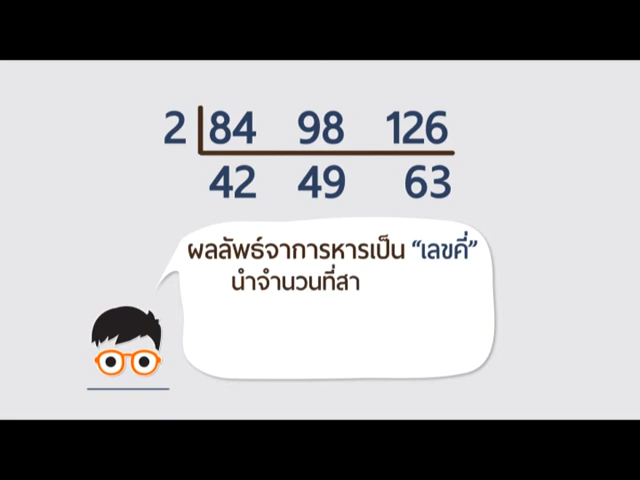 2 84 98 126
42 49 63
ผลลัพธ์จาการหารเป็น “เลขคี่”
นำจำนวนที่สา